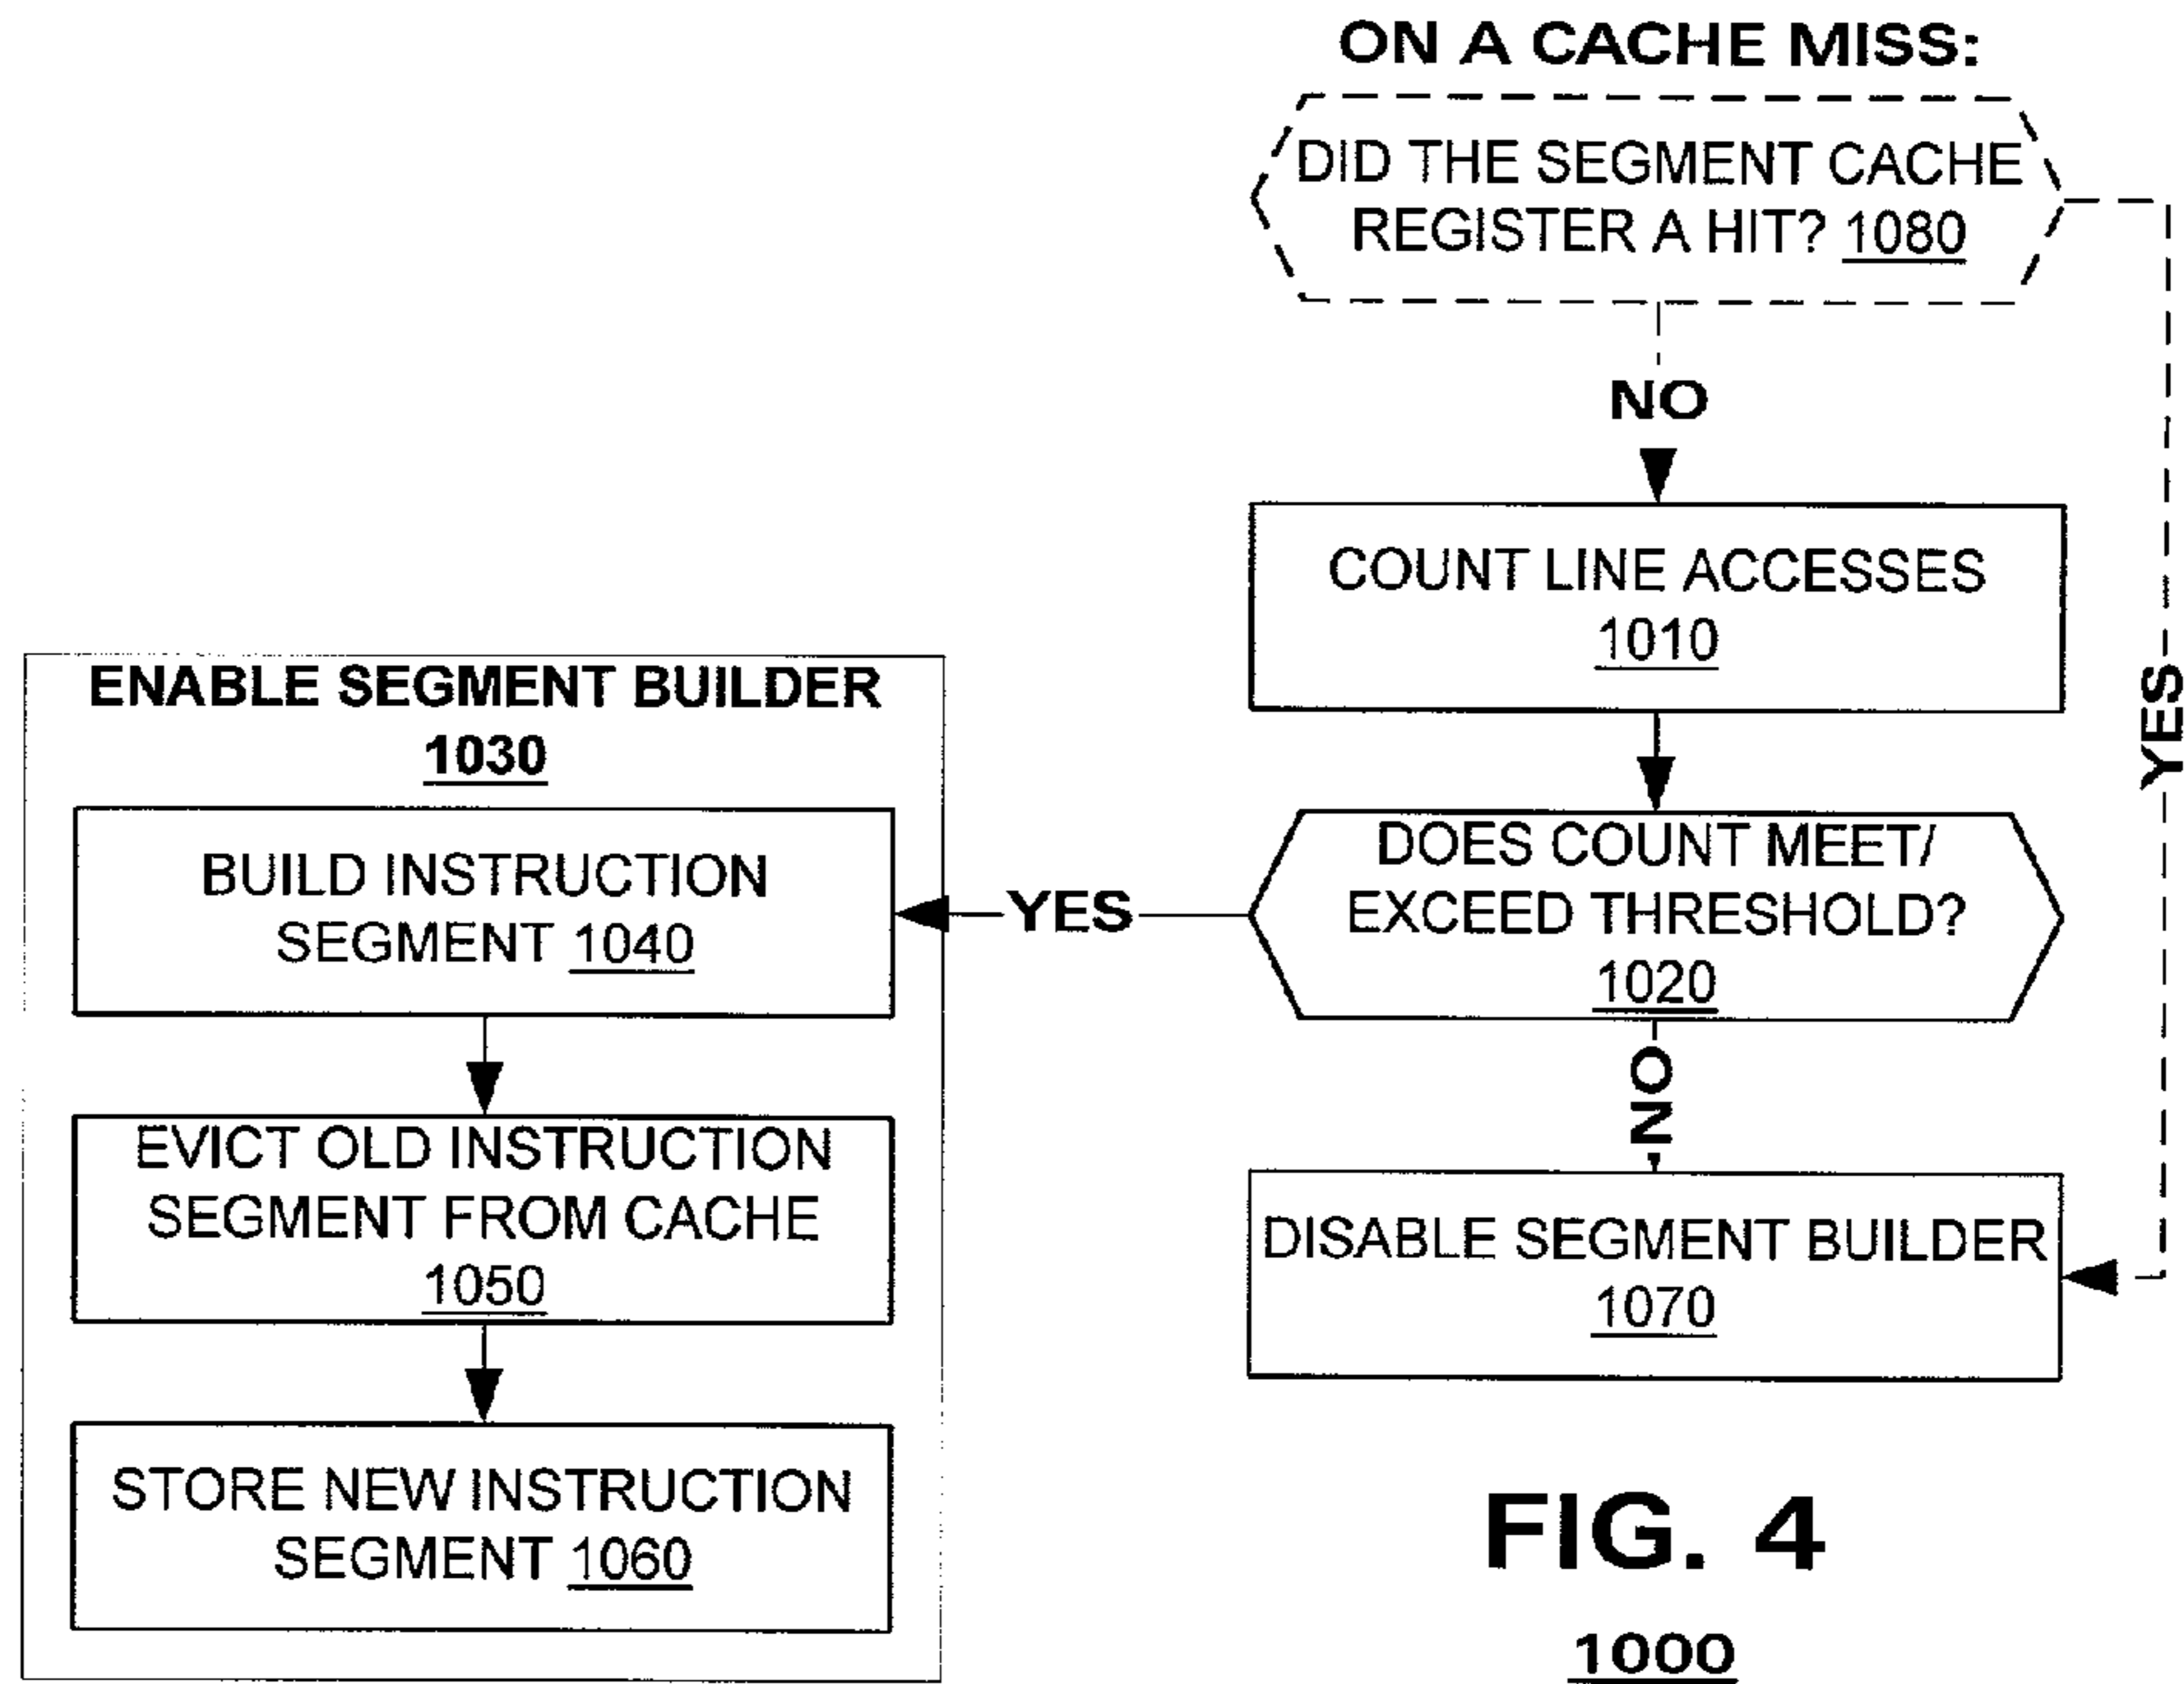 ON A CACHE MISS:
DID THE SEGMENT CACHE
REGISTER A HIT? 1080
NO
YES
COUNT LINE ACCESSES
1010
DOES COUNT MEET/
EXCEED THRESHOLD?
1020
YES
NO
DISABLE SEGMENT BUILDER
1070
ENABLE SEGMENT BUILDER
1030
BUILD INSTRUCTION
SEGMENT 1040
EVICT OLD INSTRUCTION
SEGMENT FROM CACHE
1050
STORE NEW INSTRUCTION
SEGMENT 1060
FIG. 4
1000